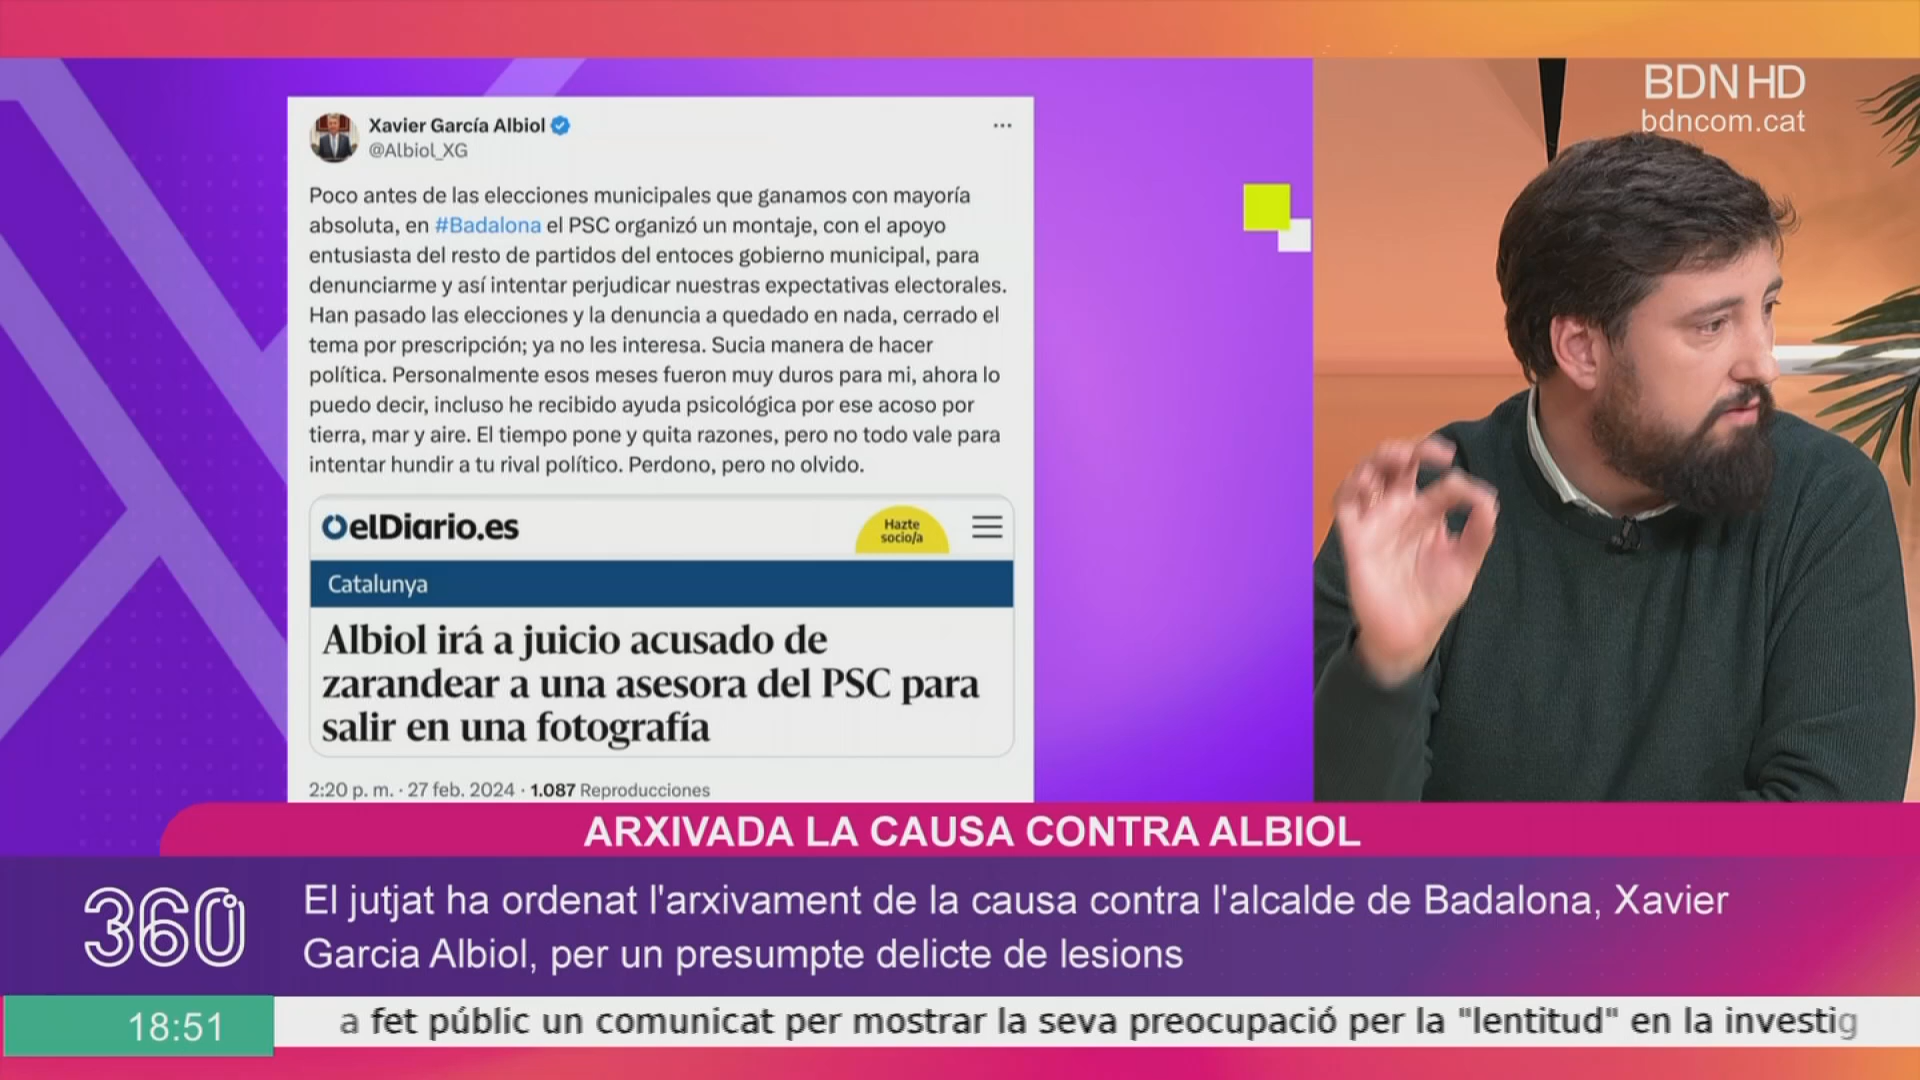 BDN HD
bdncom.cat
Xavier García Albiol
@Albiol_XG
Poco antes de las elecciones municipales que ganamos con mayoría
absoluta, en #Badalona el PSC organizó un montaje, con el apoyo
entusiasta del resto de partidos del entoces gobierno municipal, para
denunciarme y así intentar perjudicar nuestras expectativas electorales.
Han pasado las elecciones y la denuncia a quedado en nada, cerrado el
tema por prescripción; ya no les interesa. Sucia manera de hacer
política. Personalmente esos meses fueron muy duros para mi, ahora lo
puedo decir, incluso he recibido ayuda psicológica por ese acoso por
tierra, mar y aire. El tiempo pone y quita razones, pero no todo vale para
intentar hundir a tu rival político. Perdono, pero no olvido.
elDiario.es
Hazte
socio/a
Catalunya
Albiol irá a juicio acusado de
zarandear a una asesora del PSC para
salir en una fotografía
2:20 p. m. · 27 feb. 2024 · 1.087 Reproducciones
ARXIVADA LA CAUSA CONTRA ALBIOL
360
El jutjat ha ordenat l'arxivament de la causa contra l'alcalde de Badalona, Xavier
Garcia Albiol, per un presumpte delicte de lesions
18:51
a fet públic un comunicat per mostrar la seva preocupació per la "lentitud" en la investig